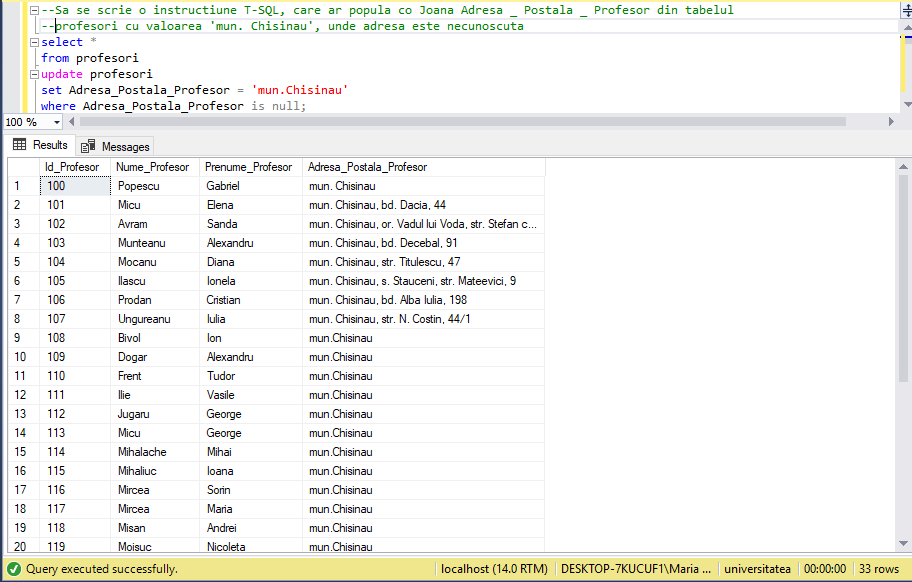 --Sa se scrie o instructiune T-SQL, care ar popula co Joana Adresa _ Postala _ Profesor din tabelul
--profesori cu valoarea 'mun. Chisinau', unde adresa este necunoscuta
select *
from profesori
update profesori
set Adresa_Postala_Profesor = 'mun.Chisinau'
where Adresa_Postala_Profesor is null;
100 %
Results Messages
Id_Profesor Nume_Profesor Prenume_Profesor Adresa_Postala_Profesor
1 100 Popescu Gabriel mun. Chisinau
2 101 Micu Elena mun. Chisinau, bd. Dacia, 44
3 102 Avram Sanda mun. Chisinau, or. Vadul lui Voda, str. Stefan c...
4 103 Munteanu Alexandru mun. Chisinau, bd. Decebal, 91
5 104 Mocanu Diana mun. Chisinau, str. Titulescu, 47
6 105 Ilascu Ionela mun. Chisinau, s. Stauceni, str. Mateevici, 9
7 106 Prodan Cristian mun. Chisinau, bd. Alba Iulia, 198
8 107 Ungureanu Iulia mun. Chisinau, str. N. Costin, 44/1
9 108 Bivol Ion mun.Chisinau
10 109 Dogar Alexandru mun.Chisinau
11 110 Frent Tudor mun.Chisinau
12 111 Ilie Vasile mun.Chisinau
13 112 Jugaru George mun.Chisinau
14 113 Micu George mun.Chisinau
15 114 Mihalache Mihai mun.Chisinau
16 115 Mihaliuc Ioana mun.Chisinau
17 116 Mircea Sorin mun.Chisinau
18 117 Mircea Maria mun.Chisinau
19 118 Misan Andrei mun.Chisinau
20 119 Moisuc Nicoleta mun.Chisinau
Query executed successfully. localhost (14.0 RTM) DESKTOP-7KUCUF1\Maria ... universitatea 00:00:00 33 rows